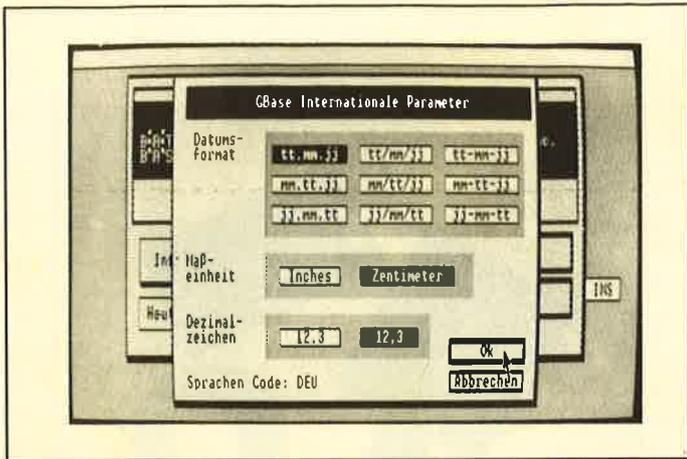 GBase Internationale Parameter
Datums-
format
tt.mm.jj tt/mm/jj tt-mm-jj
mm.tt.jj mm/tt/jj mm-tt-jj
jj.mm.tt jj/mm/tt jj-mm-tt
Maß-
einheit
Inches Zentimeter
INS
Dezimal-
zeichen
12.3 12,3
Ok
Sprachen Code: DEU
Abbrechen